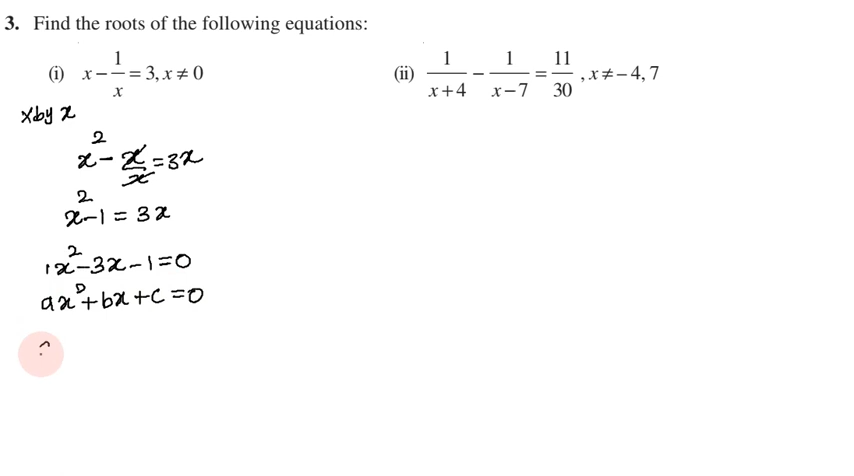 3. Find the roots of the following equations:
(i) x − 1/x = 3, x ≠ 0
(ii) 1/(x+4) − 1/(x−7) = 11/30, x ≠ −4, 7
× by x
x² − x/x = 3x
x² − 1 = 3x
1x² − 3x − 1 = 0
ax² + bx + c = 0